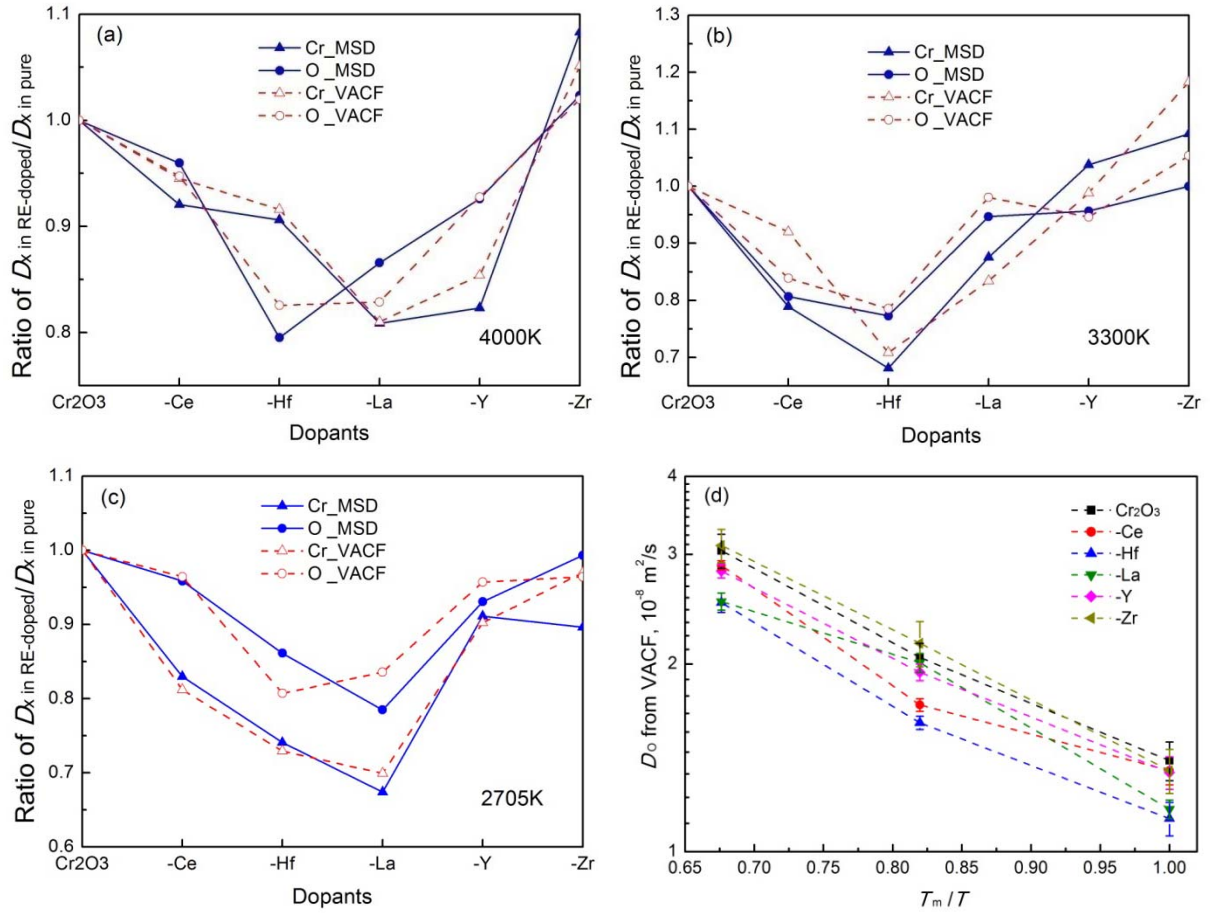 (a)
Cr_MSD
O _MSD
Cr_VACF
O _VACF
1.1
1.0
0.9
0.8
Ratio of Dx in RE-doped/Dx in pure
4000K
Cr2O3 -Ce -Hf -La -Y -Zr
Dopants
(b)
Cr_MSD
O _MSD
Cr_VACF
O _VACF
1.3
1.2
1.1
1.0
0.9
0.8
0.7
Ratio of Dx in RE-doped/Dx in pure
3300K
Cr2O3 -Ce -Hf -La -Y -Zr
Dopants
(c)
Cr_MSD
O _MSD
Cr_VACF
O _VACF
1.1
1.0
0.9
0.8
0.7
0.6
Ratio of Dx in RE-doped/Dx in pure
2705K
Cr2O3 -Ce -Hf -La -Y -Zr
Dopants
(d)
Cr₂O₃
-Ce
-Hf
-La
-Y
-Zr
4
3
2
1
D_O from VACF, 10⁻⁸ m²/s
0.65 0.70 0.75 0.80 0.85 0.90 0.95 1.00
T_m / T